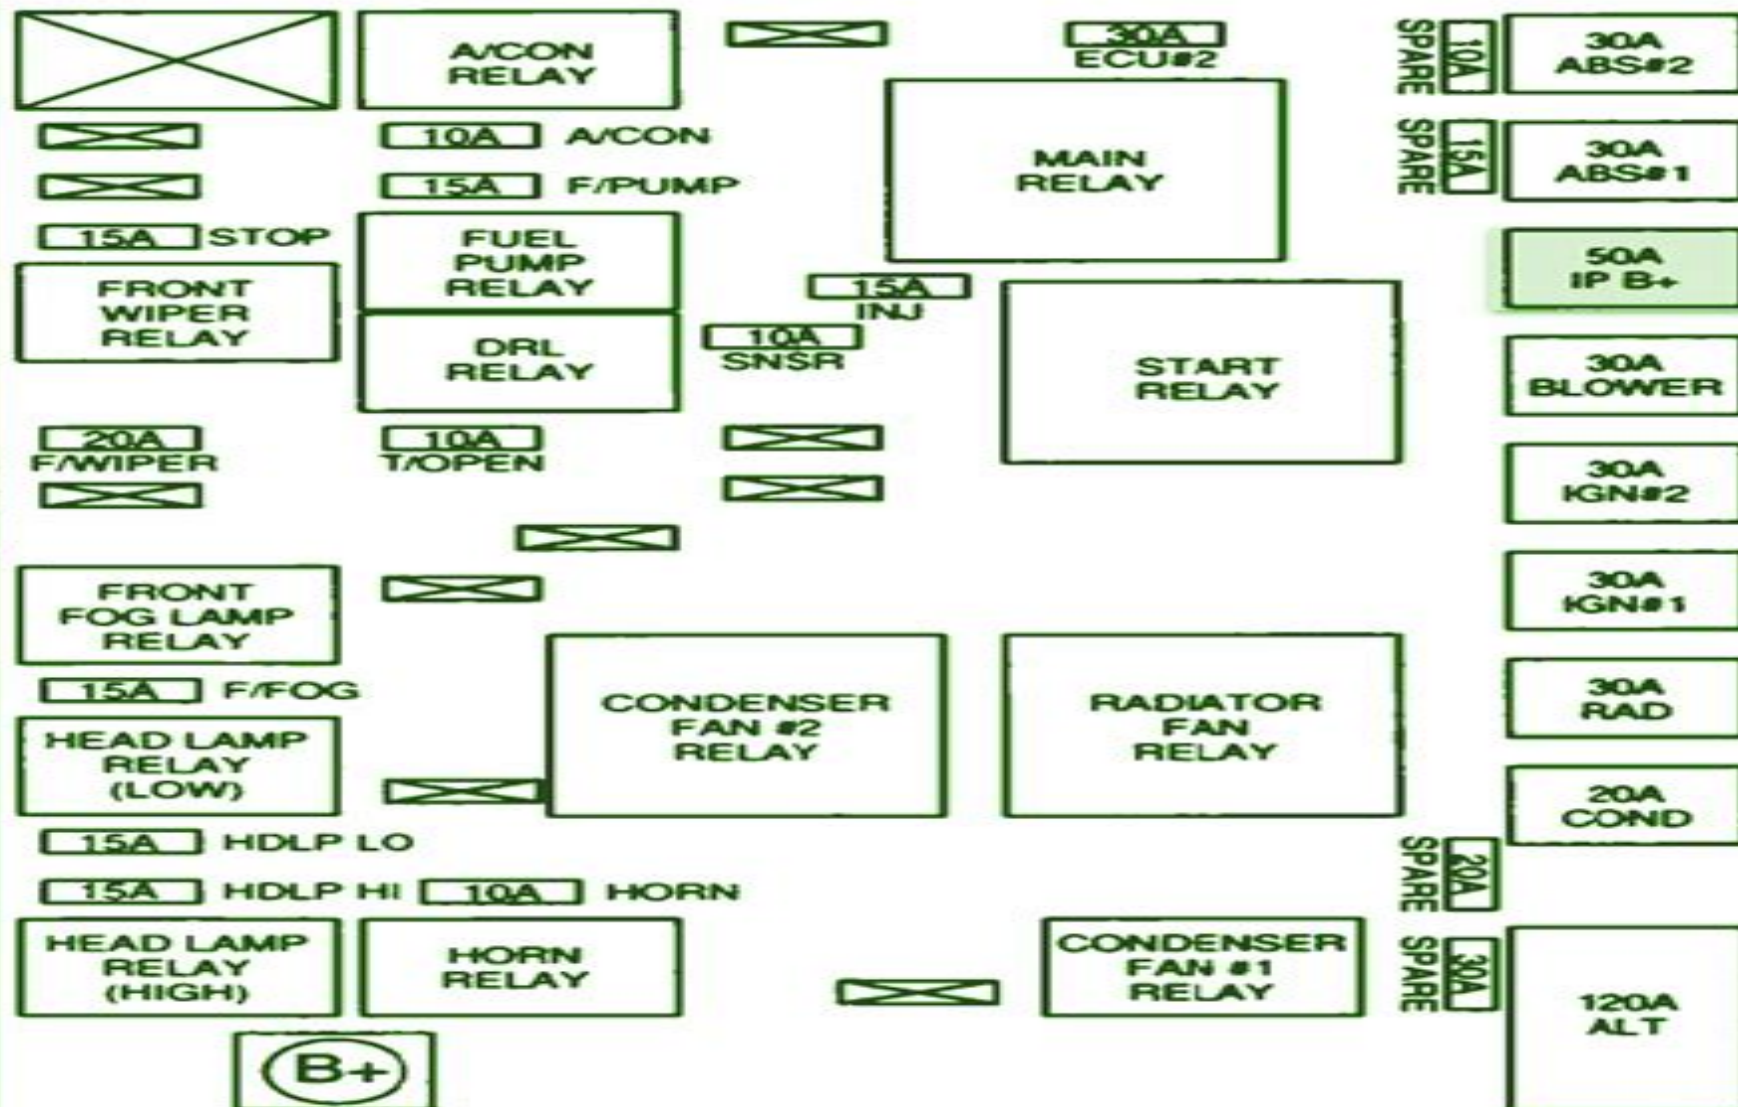 A/CON
RELAY
30A
ECU#2
SPARE
10A
30A
ABS#2
10A A/CON
15A F/PUMP
MAIN
RELAY
SPARE
15A
30A
ABS#1
15A STOP
FUEL
PUMP
RELAY
50A
IP B+
FRONT
WIPER
RELAY
15A
INJ
DRL
RELAY
10A
SNSR
START
RELAY
30A
BLOWER
20A
F/WIPER
10A
T/OPEN
30A
IGN#2
FRONT
FOG LAMP
RELAY
30A
IGN#1
15A F/FOG
CONDENSER
FAN #2
RELAY
RADIATOR
FAN
RELAY
30A
RAD
HEAD LAMP
RELAY
(LOW)
20A
COND
15A HDLP LO
SPARE
20A
15A HDLP HI
10A HORN
HEAD LAMP
RELAY
(HIGH)
HORN
RELAY
CONDENSER
FAN #1
RELAY
SPARE
30A
120A
ALT
B+